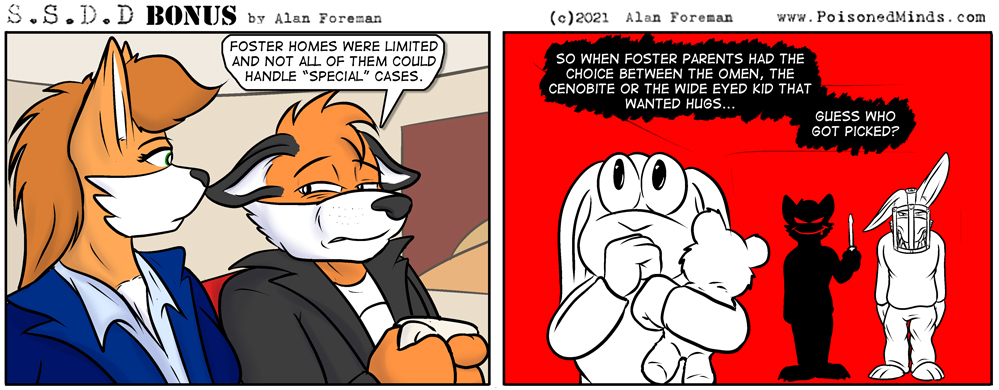 S.S.D.D BONUS by Alan Foreman (c)2021 Alan Foreman www.PoisonedMinds.com
FOSTER HOMES WERE LIMITED
AND NOT ALL OF THEM COULD
HANDLE “SPECIAL” CASES.
SO WHEN FOSTER PARENTS HAD THE
CHOICE BETWEEN THE OMEN, THE
CENOBITE OR THE WIDE EYED KID THAT
WANTED HUGS...
GUESS WHO
GOT PICKED?